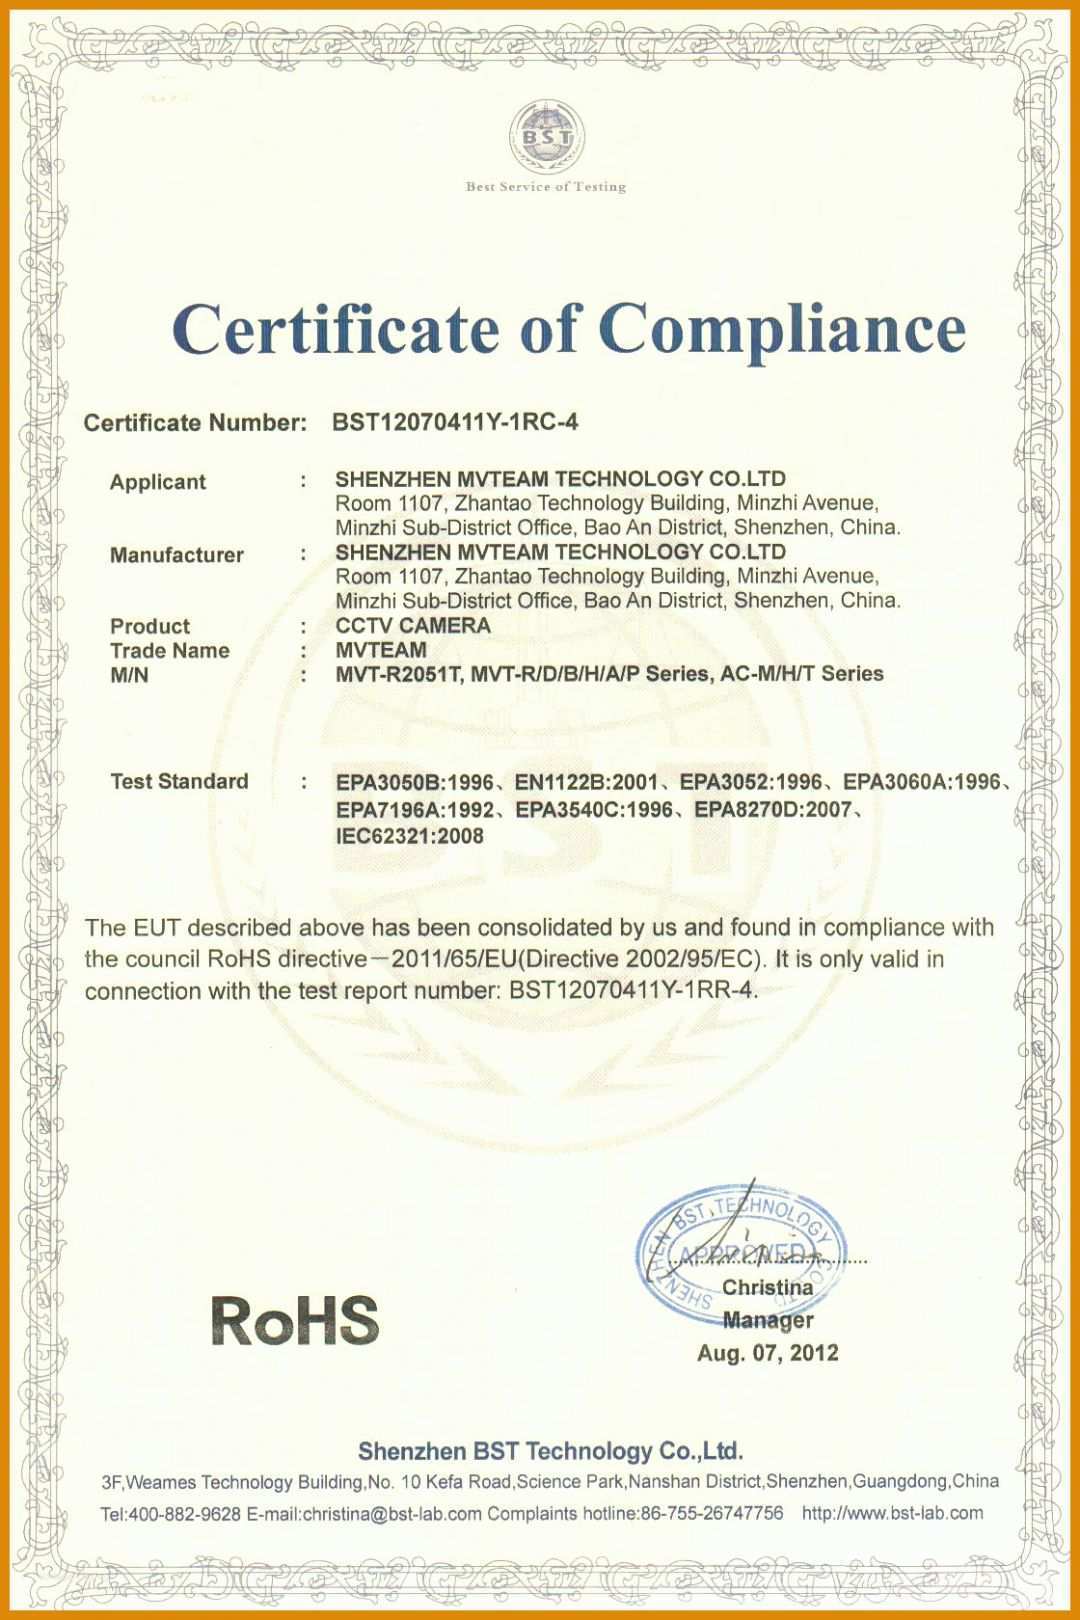 BST
Best Service of Testing
Certificate of Compliance
Certificate Number: BST12070411Y-1RC-4
Applicant : SHENZHEN MVTEAM TECHNOLOGY CO.LTD
Room 1107, Zhantao Technology Building, Minzhi Avenue,
Minzhi Sub-District Office, Bao An District, Shenzhen, China.
Manufacturer : SHENZHEN MVTEAM TECHNOLOGY CO.LTD
Room 1107, Zhantao Technology Building, Minzhi Avenue,
Minzhi Sub-District Office, Bao An District, Shenzhen, China.
Product : CCTV CAMERA
Trade Name : MVTEAM
M/N : MVT-R2051T, MVT-R/D/B/H/A/P Series, AC-M/H/T Series
Test Standard : EPA3050B:1996、EN1122B:2001、EPA3052:1996、EPA3060A:1996、
EPA7196A:1992、EPA3540C:1996、EPA8270D:2007、
IEC62321:2008
BST
The EUT described above has been consolidated by us and found in compliance with
the council RoHS directive—2011/65/EU(Directive 2002/95/EC). It is only valid in
connection with the test report number: BST12070411Y-1RR-4.
SHENZHEN BST TECHNOLOGY CO.,LTD
APPROVED
Christina
Manager
Aug. 07, 2012
RoHS
Shenzhen BST Technology Co.,Ltd.
3F,Weames Technology Building,No. 10 Kefa Road,Science Park,Nanshan District,Shenzhen,Guangdong,China
Tel:400-882-9628 E-mail:christina@bst-lab.com Complaints hotline:86-755-26747756 http://www.bst-lab.com